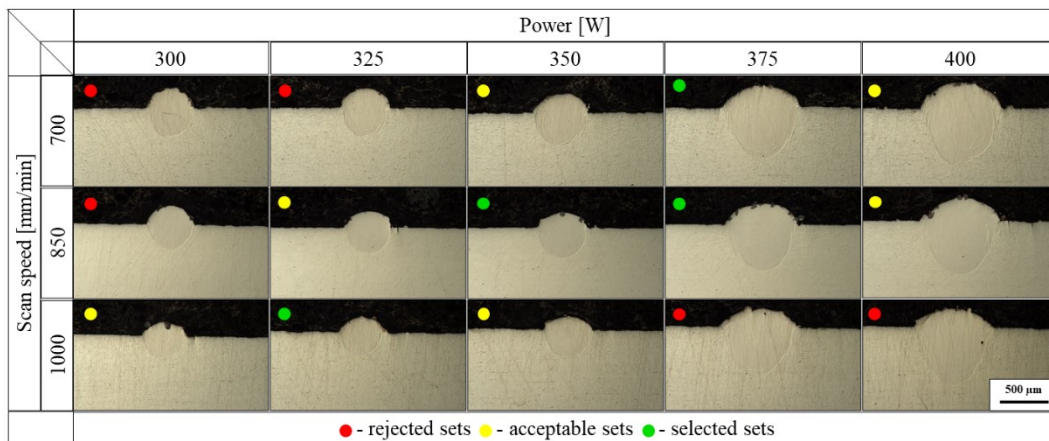 Power [W]
300 325 350 375 400
Scan speed [mm/min]
700
850
1000
500 µm
- rejected sets - acceptable sets - selected sets